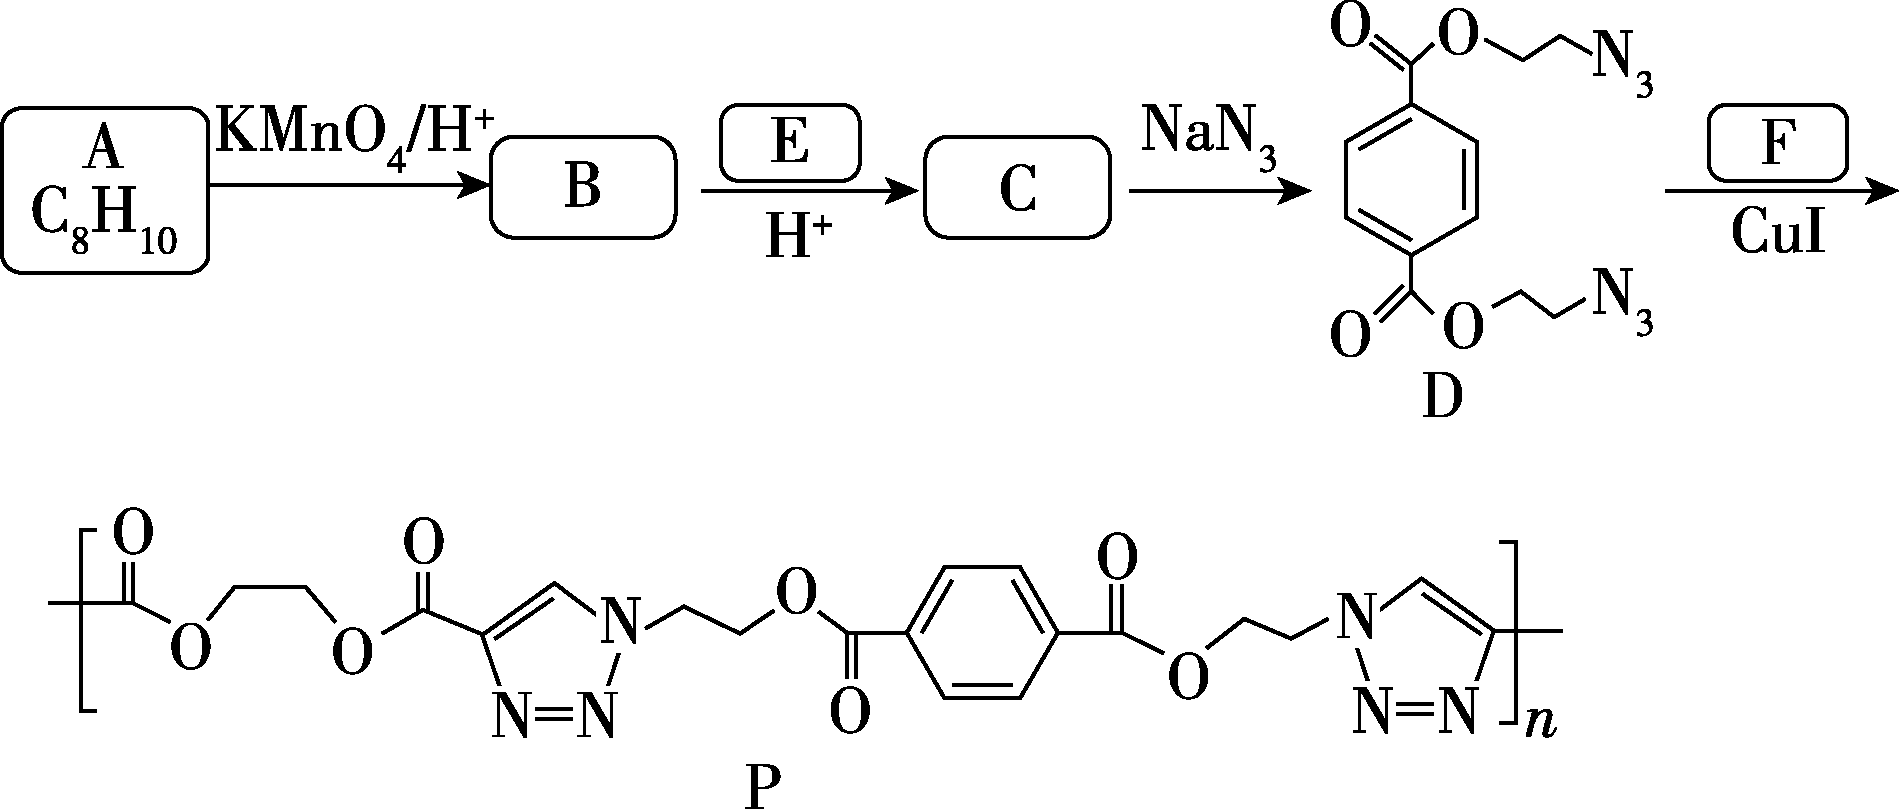 A
C₈H₁₀
KMnO₄/H⁺
B
E
H⁺
C
NaN₃
O O N₃
O O N₃
D
F
CuI
O O O O N N=N O O O O N N=N n
P